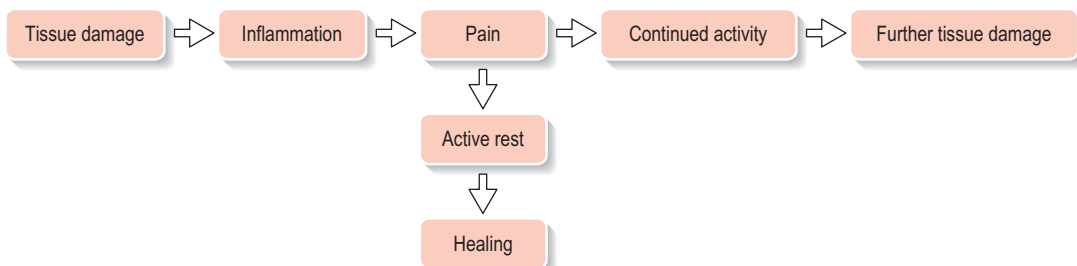 Tissue damage
Inflammation
Pain
Continued activity
Further tissue damage
Active rest
Healing